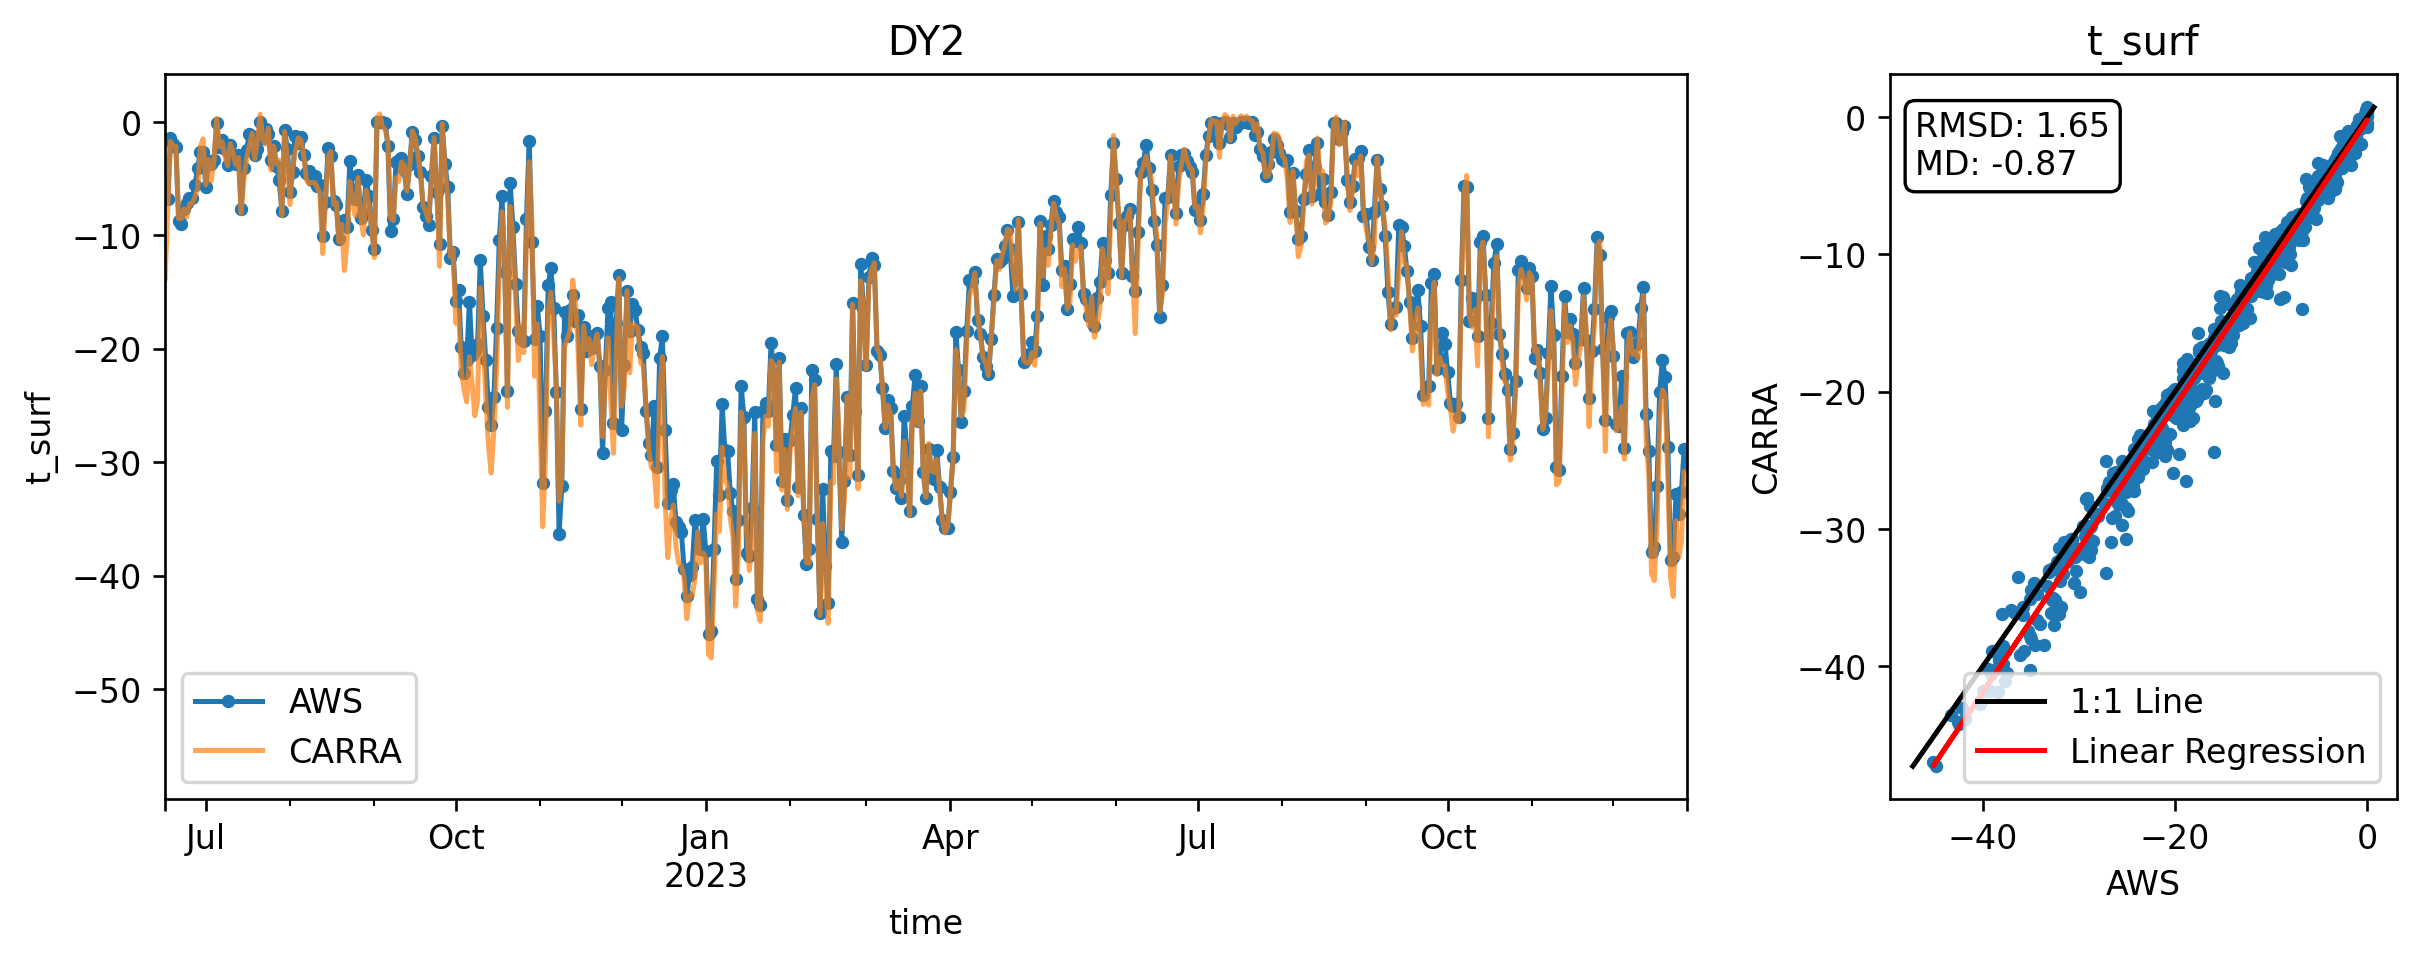 DY2
t_surf
0
−10
−20
−30
−40
−50
AWS
CARRA
Jul
Oct
Jan
2023
Apr
Jul
Oct
time
t_surf
RMSD: 1.65
MD: -0.87
CARRA
0
−10
−20
−30
−40
1:1 Line
Linear Regression
−40
−20
0
AWS